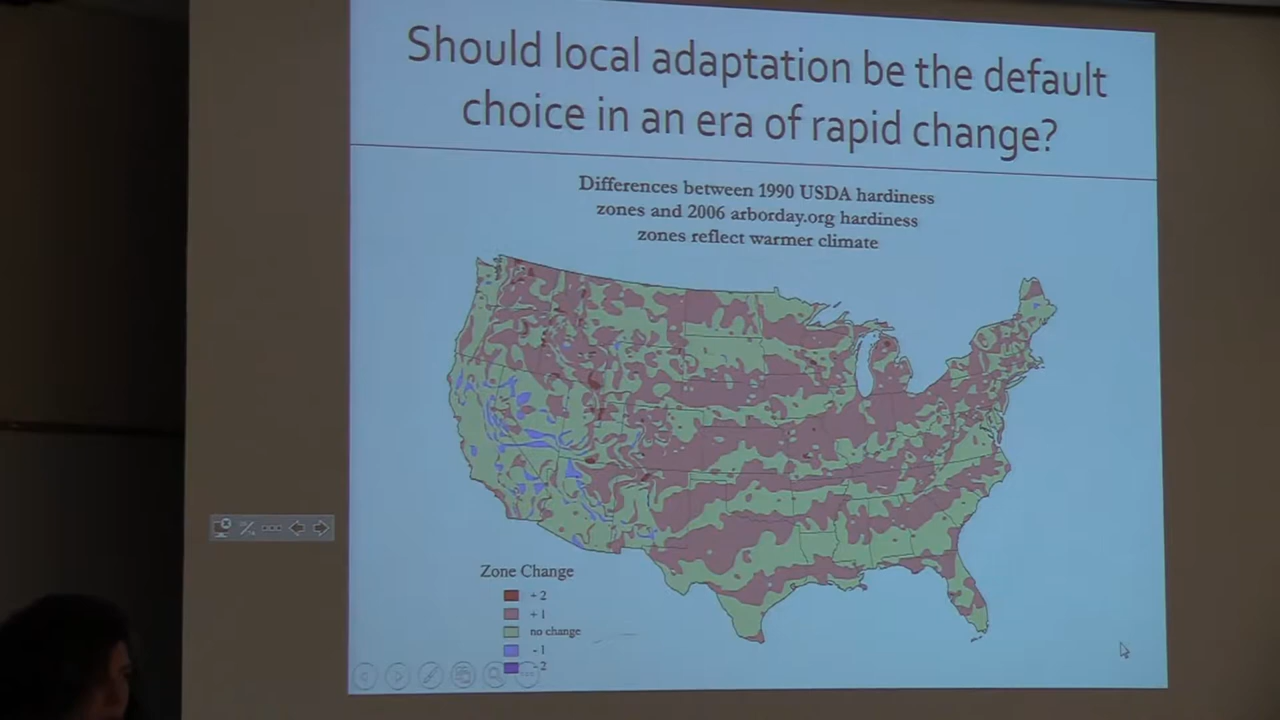 Should local adaptation be the default
choice in an era of rapid change?
Differences between 1990 USDA hardiness
zones and 2006 arborday.org hardiness
zones reflect warmer climate
Zone Change
+ 2
+ 1
no change
- 1
- 2